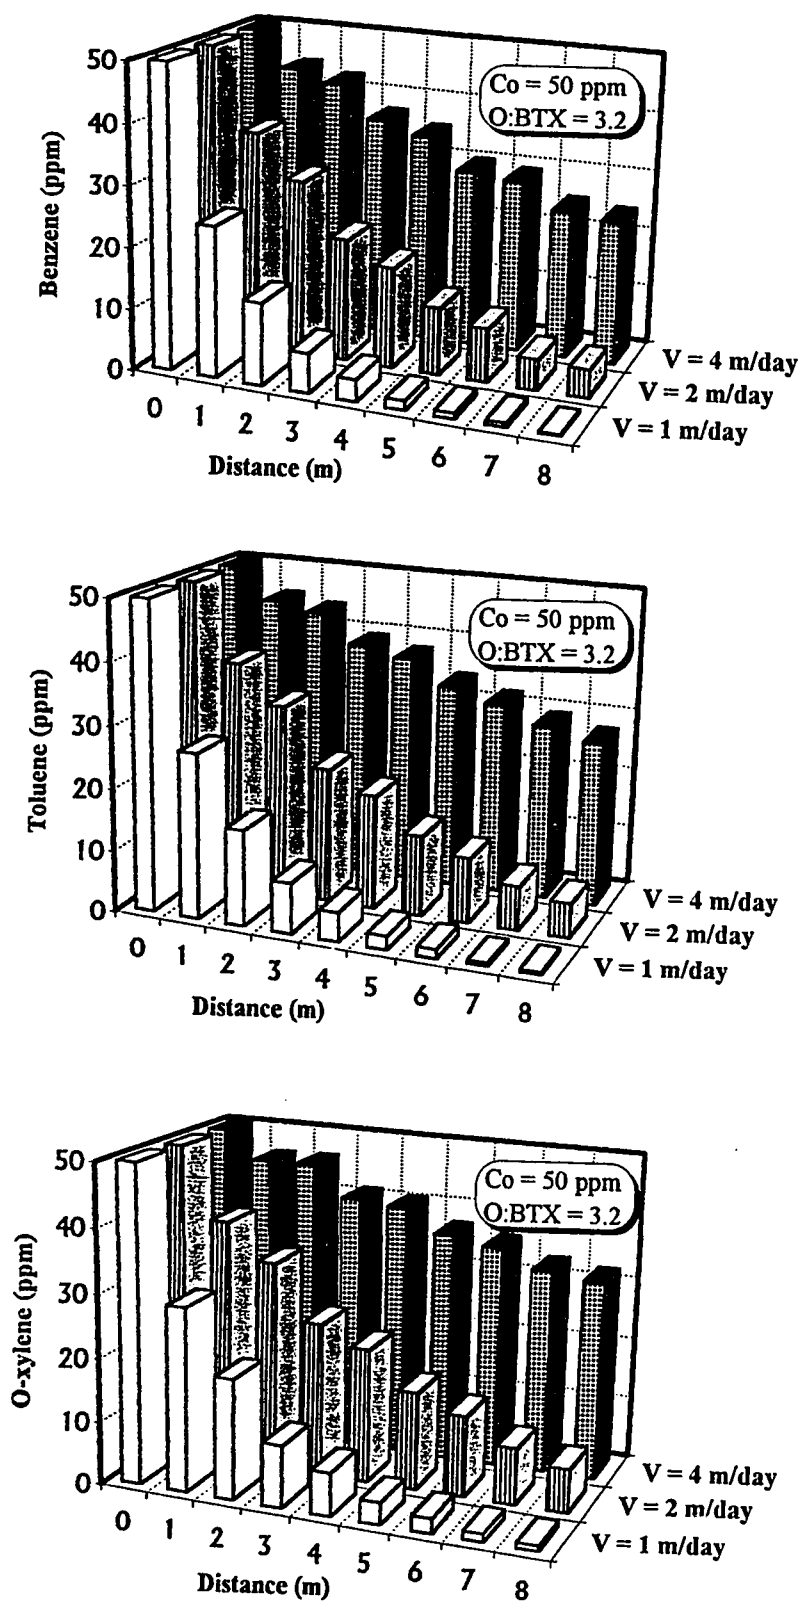 50
40
30
20
10
0
Benzene (ppm)
Co = 50 ppm
O:BTX = 3.2
V = 4 m/day
V = 2 m/day
V = 1 m/day
0 1 2 3 4 5 6 7 8
Distance (m)
50
40
30
20
10
0
Toluene (ppm)
Co = 50 ppm
O:BTX = 3.2
V = 4 m/day
V = 2 m/day
V = 1 m/day
0 1 2 3 4 5 6 7 8
Distance (m)
50
40
30
20
10
0
O-xylene (ppm)
Co = 50 ppm
O:BTX = 3.2
V = 4 m/day
V = 2 m/day
V = 1 m/day
0 1 2 3 4 5 6 7 8
Distance (m)